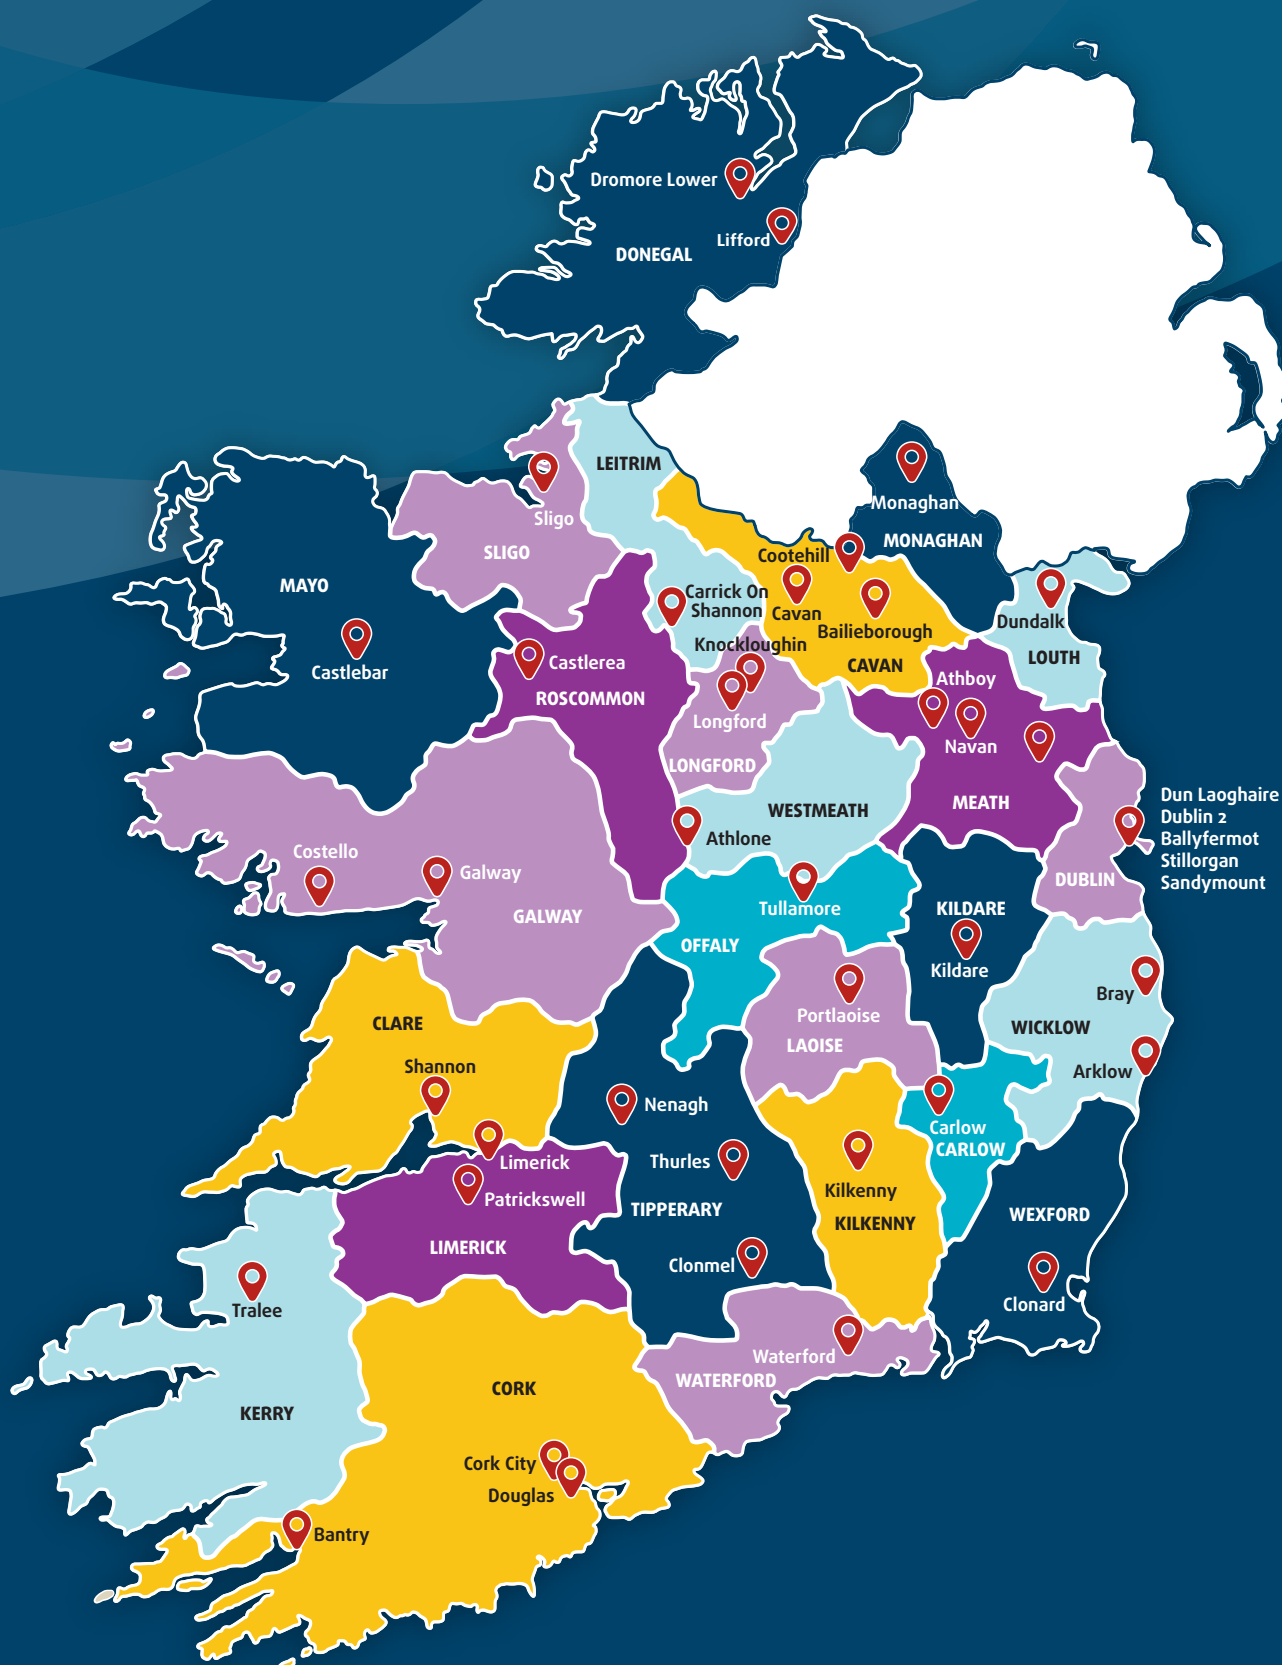 Dromore Lower
Lifford
DONEGAL
LEITRIM
Monaghan
MONAGHAN
Sligo
SLIGO
Cootehill
MAYO
Carrick On
Shannon
Cavan
Bailieborough
Dundalk
Castlebar
Castlerea
Knockloughin
CAVAN
LOUTH
ROSCOMMON
Athboy
Longford
Navan
LONGFORD
WESTMEATH
MEATH
Dun Laoghaire
Dublin 2
Ballyfermot
Stillorgan
Sandymount
Athlone
Costello
Galway
DUBLIN
GALWAY
Tullamore
KILDARE
OFFALY
Kildare
Bray
Portlaoise
CLARE
WICKLOW
LAOISE
Shannon
Arklow
Nenagh
Carlow
CARLOW
Limerick
Thurles
Patrickswell
Kilkenny
TIPPERARY
WEXFORD
KILKENNY
LIMERICK
Clonmel
Tralee
Clonard
Waterford
WATERFORD
CORK
KERRY
Cork City
Douglas
Bantry